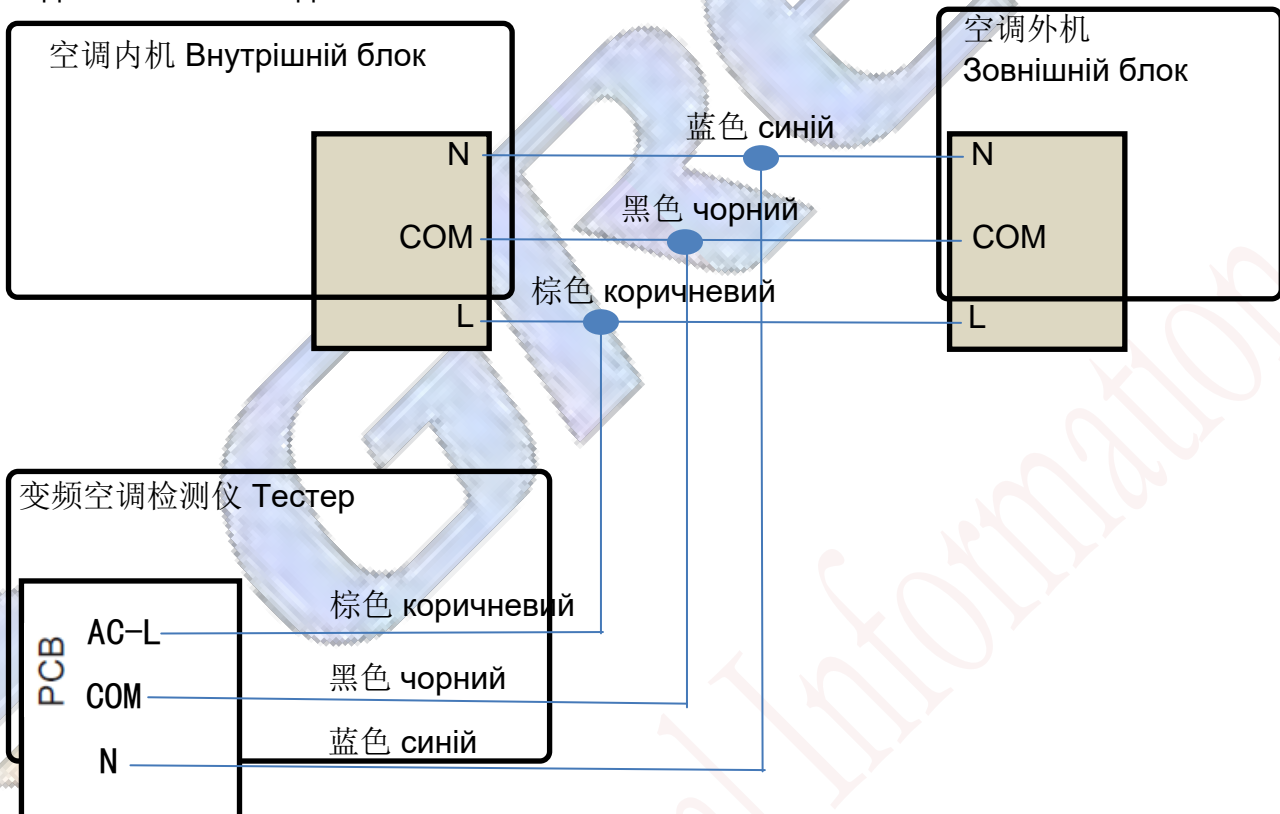 空调内机 Внутрішній блок
空调外机
Зовнішній блок
蓝色 синій
N
N
黑色 чорний
COM
COM
棕色 коричневий
L
L
变频空调检测仪 Тестер
棕色 коричневий
AC-L
PCB
黑色 чорний
COM
蓝色 синій
N
GREE
Information